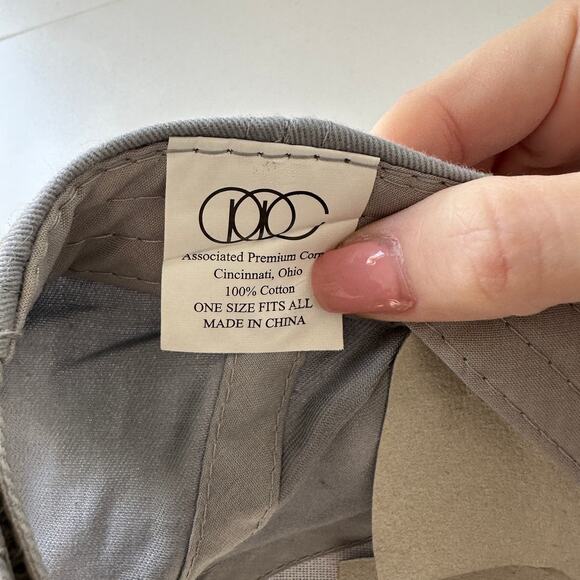 Associated Premium Corp
Cincinnati, Ohio
100% Cotton
ONE SIZE FITS ALL
MADE IN CHINA